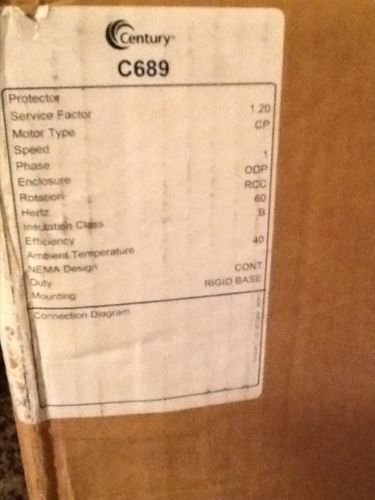 Century
C689
Protector
Service Factor 1.20
Motor Type CP
Speed
Phase 1
Enclosure ODP
Rotation RCC
Hertz 60
Insulation Class B
Efficiency
Ambient Temperature 40
NEMA Design
Duty CONT
Mounting RIGID BASE
Connection Diagram